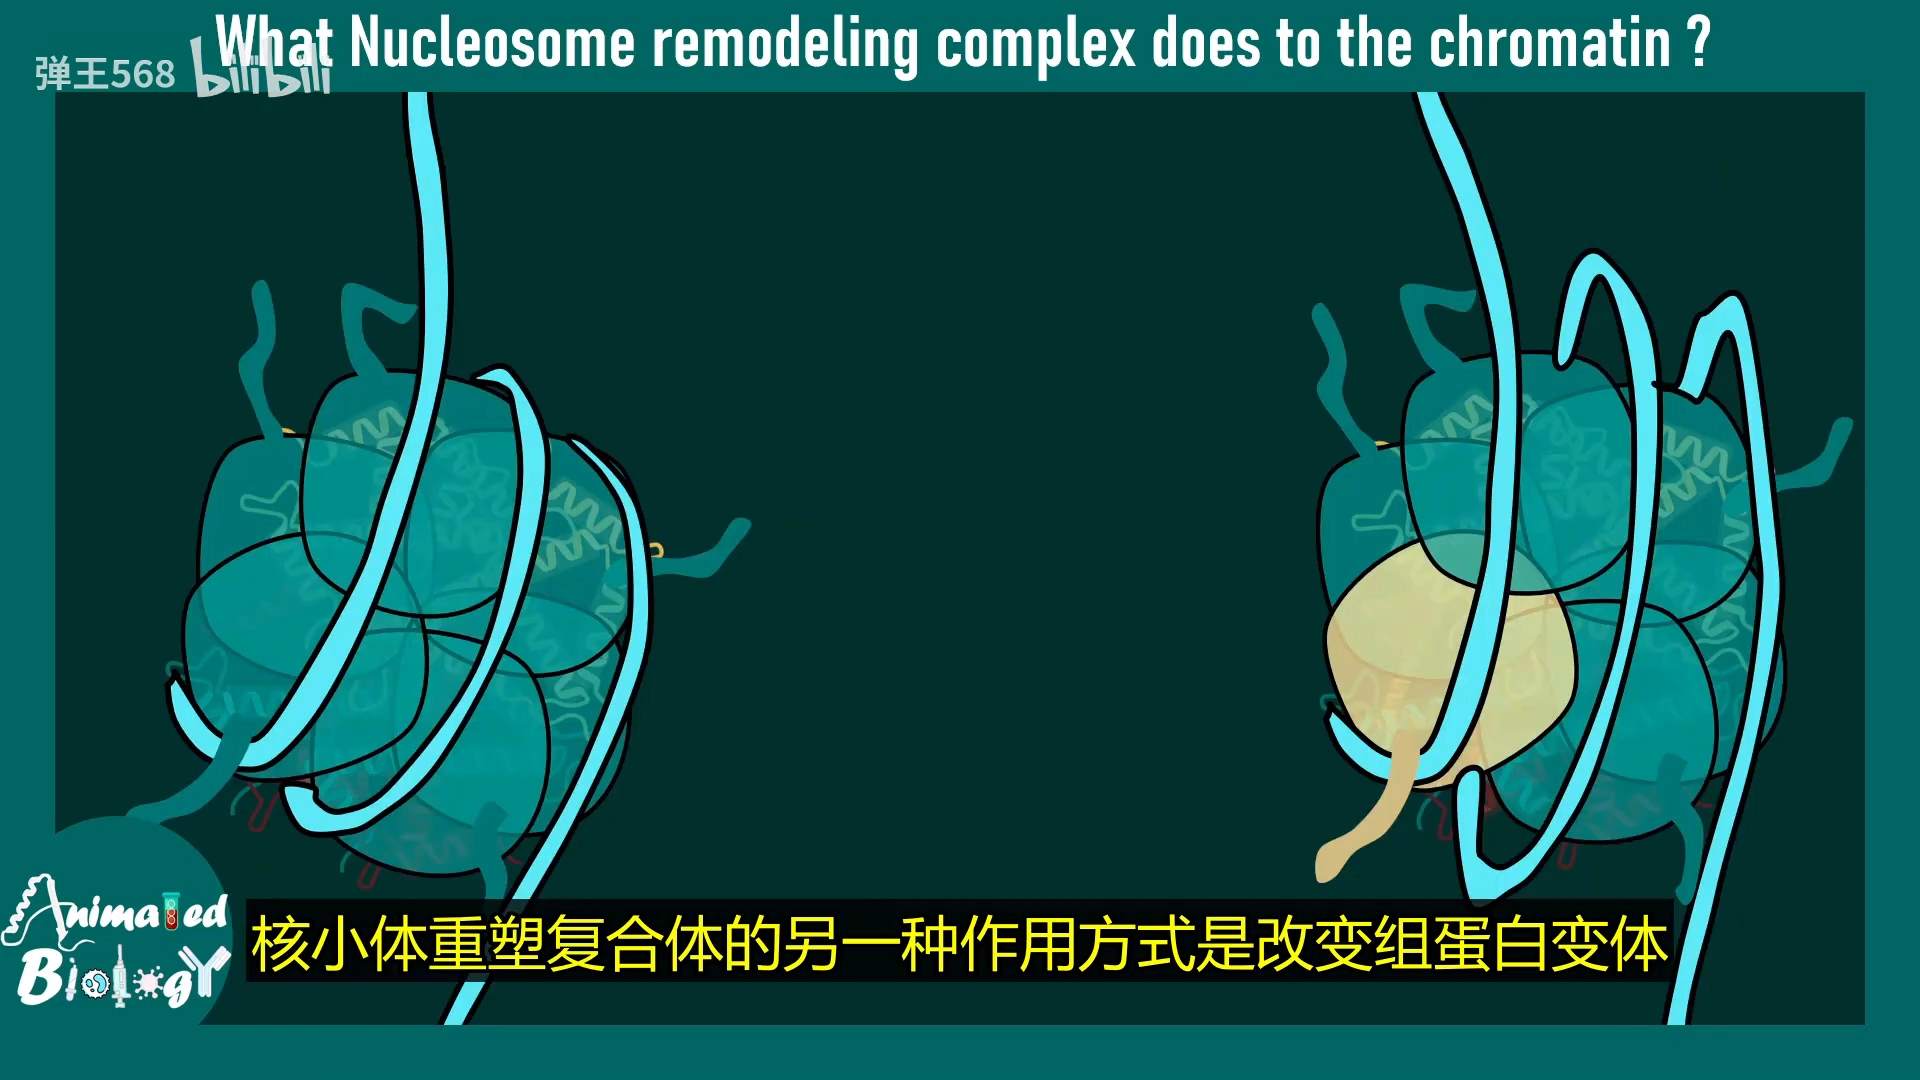 What Nucleosome remodeling complex does to the chromatin ?
弹王568 bilibili
Animated
Biology
核小体重塑复合体的另一种作用方式是改变组蛋白变体